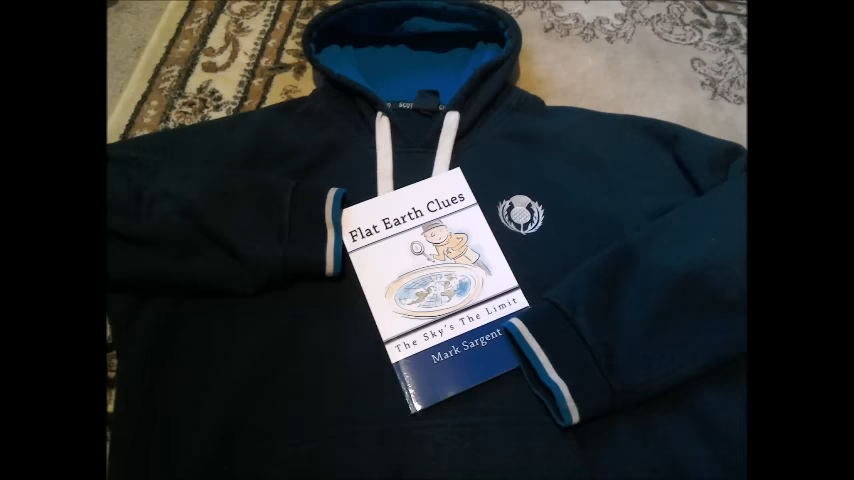 Flat Earth Clues
The Sky's The Limit
Mark Sargent